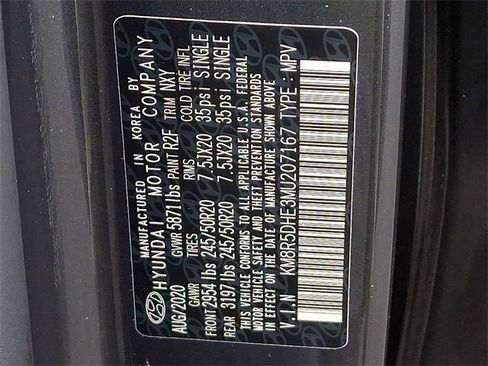 MANUFACTURED IN KOREA BY
HYUNDAI MOTOR COMPANY
AUG/2020 GVWR 5871lbs PAINT R2F TRIM NXY
GAWR TIRES RIMS COLD TIRE INFL
FRONT 2954 lbs 245/50R20 7.5JX20 35psi SINGLE
REAR 3197 lbs 245/50R20 7.5JX20 35psi SINGLE
THIS VEHICLE CONFORMS TO ALL APPLICABLE U.S.A. FEDERAL
MOTOR VEHICLE SAFETY AND THEFT PREVENTION STANDARDS
IN EFFECT ON THE DATE OF MANUFACTURE SHOWN ABOVE.
V.I.N KM8R5DHE3MU207167 TYPE : MPV